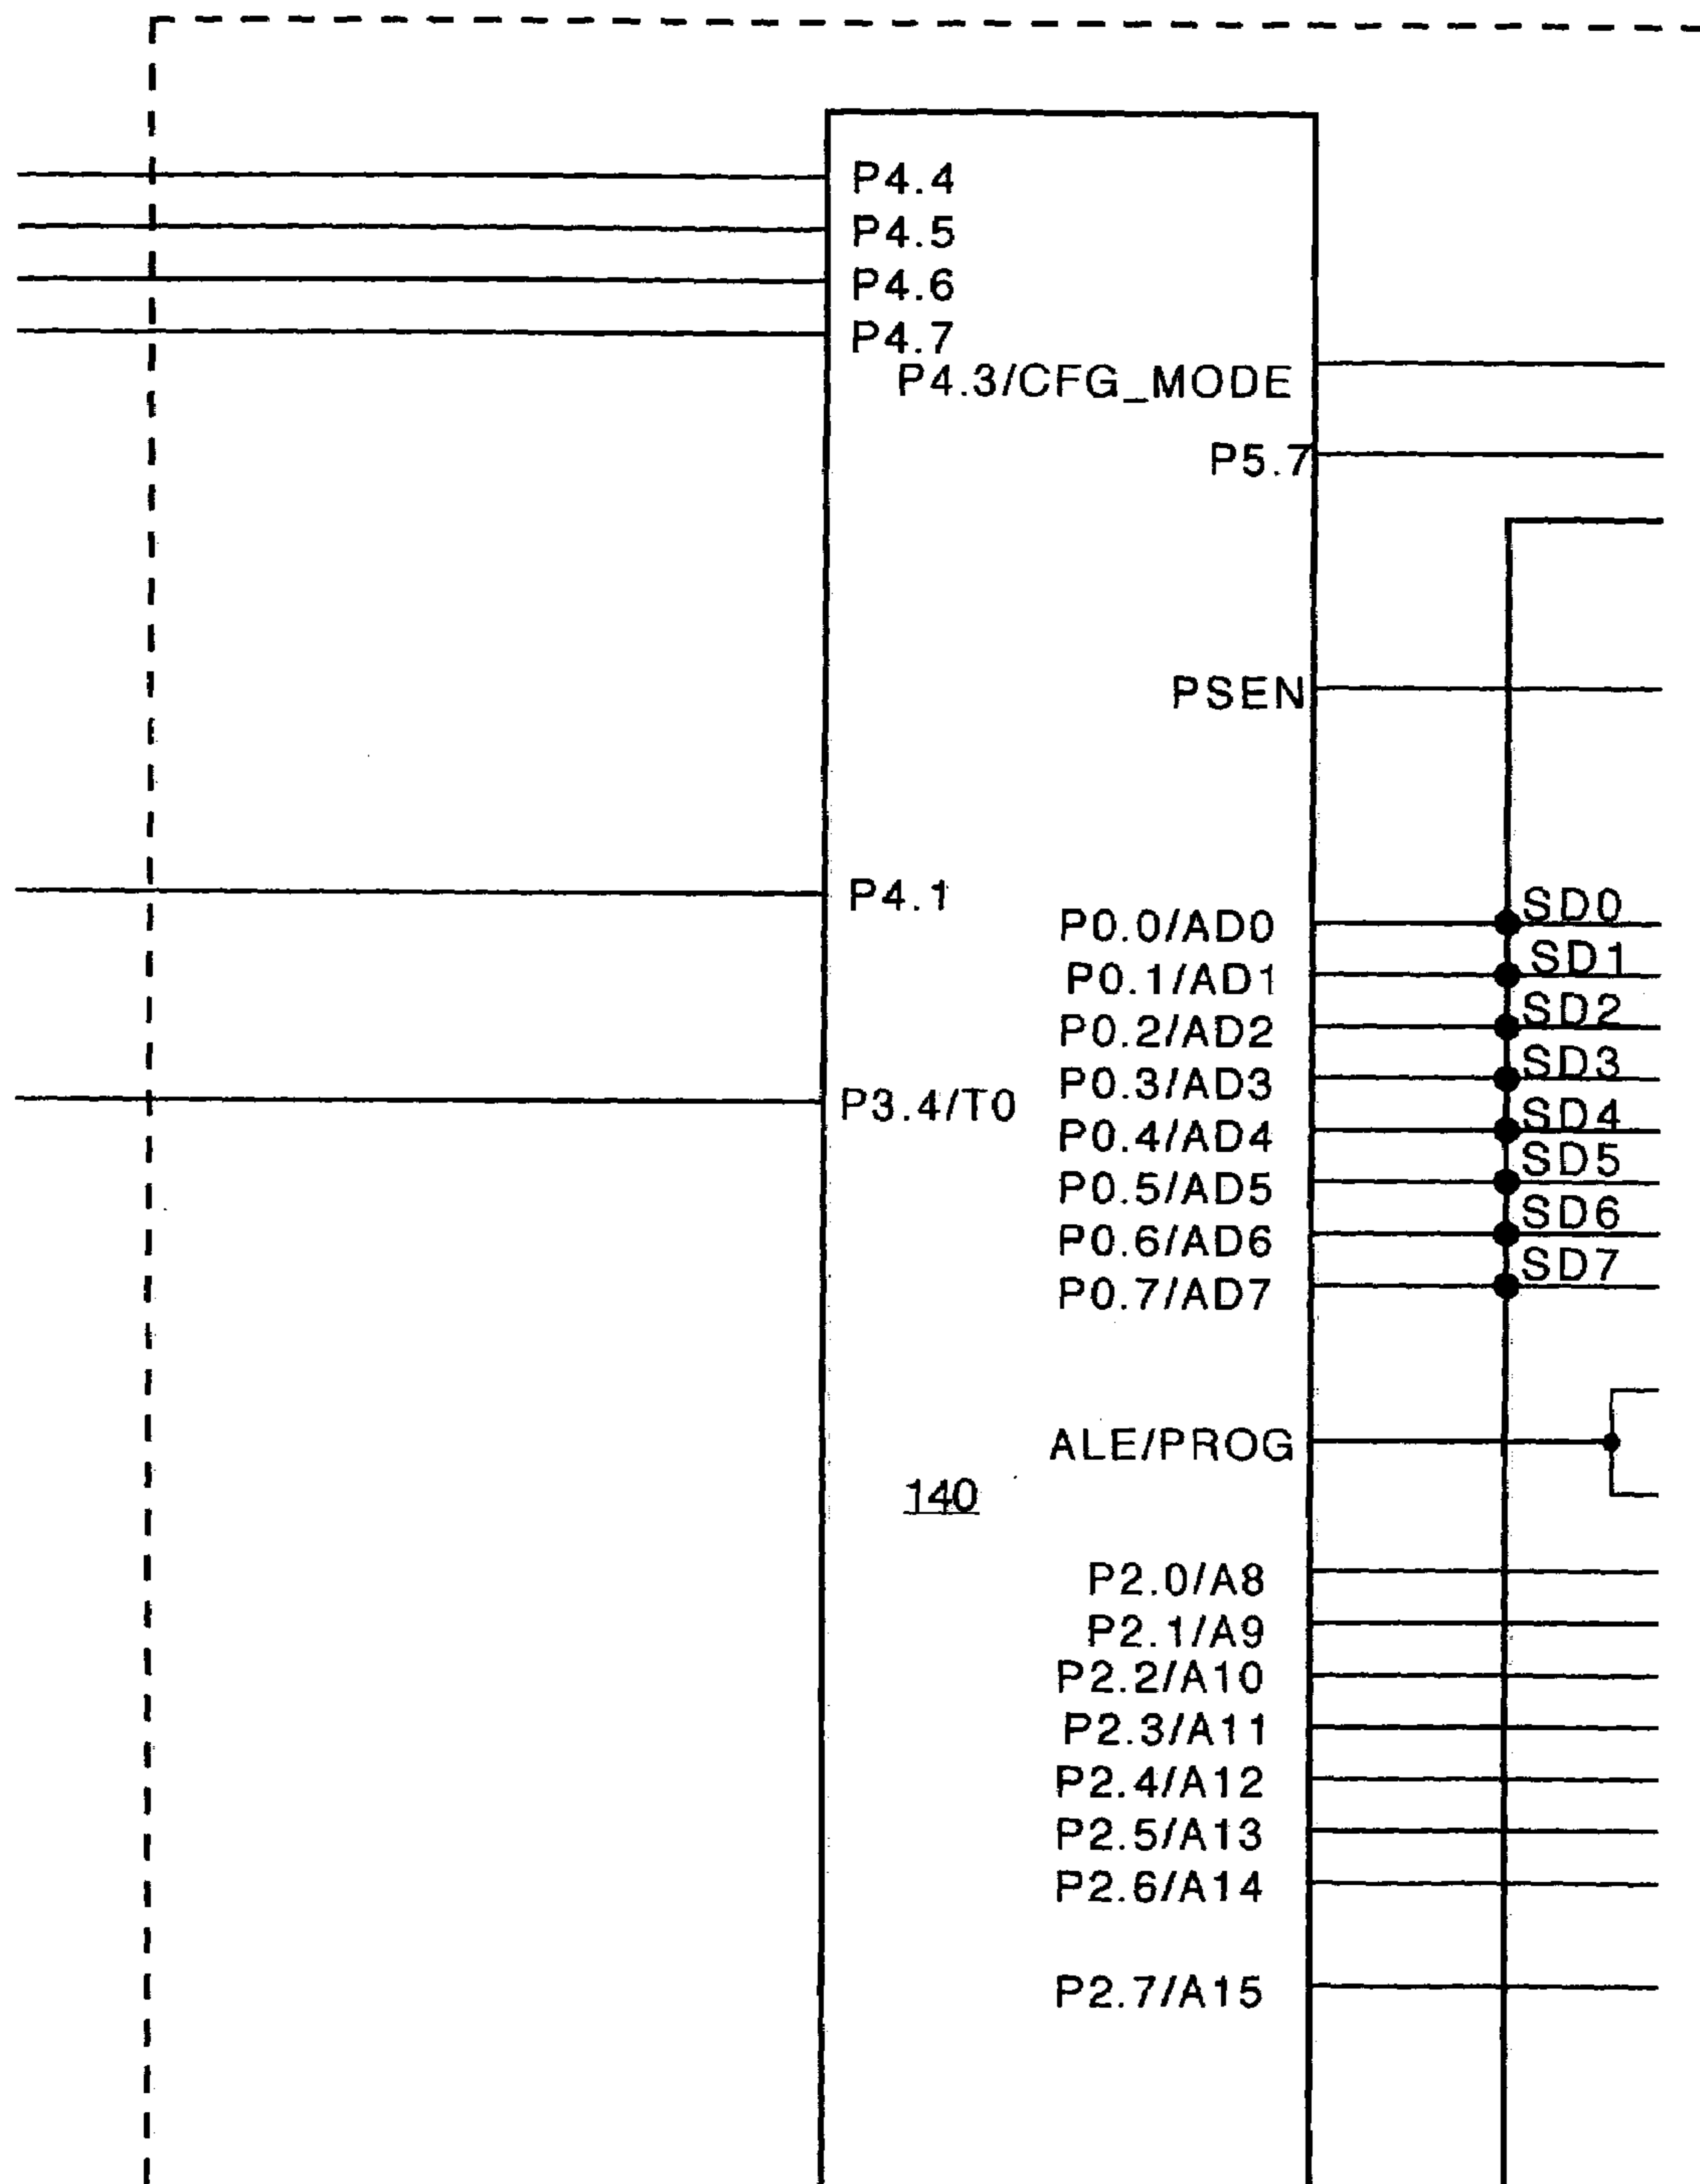 P4.4
P4.5
P4.6
P4.7
P4.3/CFG_MODE
P5.7
PSEN
P4.1
P0.0/AD0 SD0
P0.1/AD1 SD1
P0.2/AD2 SD2
P0.3/AD3 SD3
P3.4/T0
P0.4/AD4 SD4
P0.5/AD5 SD5
P0.6/AD6 SD6
P0.7/AD7 SD7
ALE/PROG
140
P2.0/A8
P2.1/A9
P2.2/A10
P2.3/A11
P2.4/A12
P2.5/A13
P2.6/A14
P2.7/A15